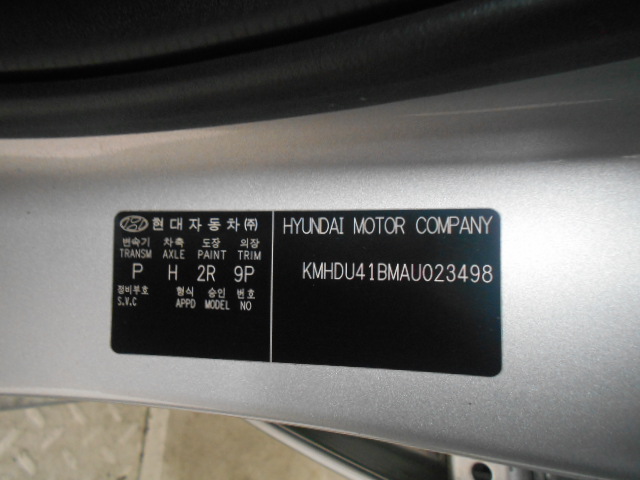 현대자동차㈜
변속기 차축 도장 외장
TRANSM AXLE PAINT TRIM
P H 2R 9P
정비부호 형식 승인 번호
S.V.C APPD MODEL NO
HYUNDAI MOTOR COMPANY
KMHDU41BMAU023498